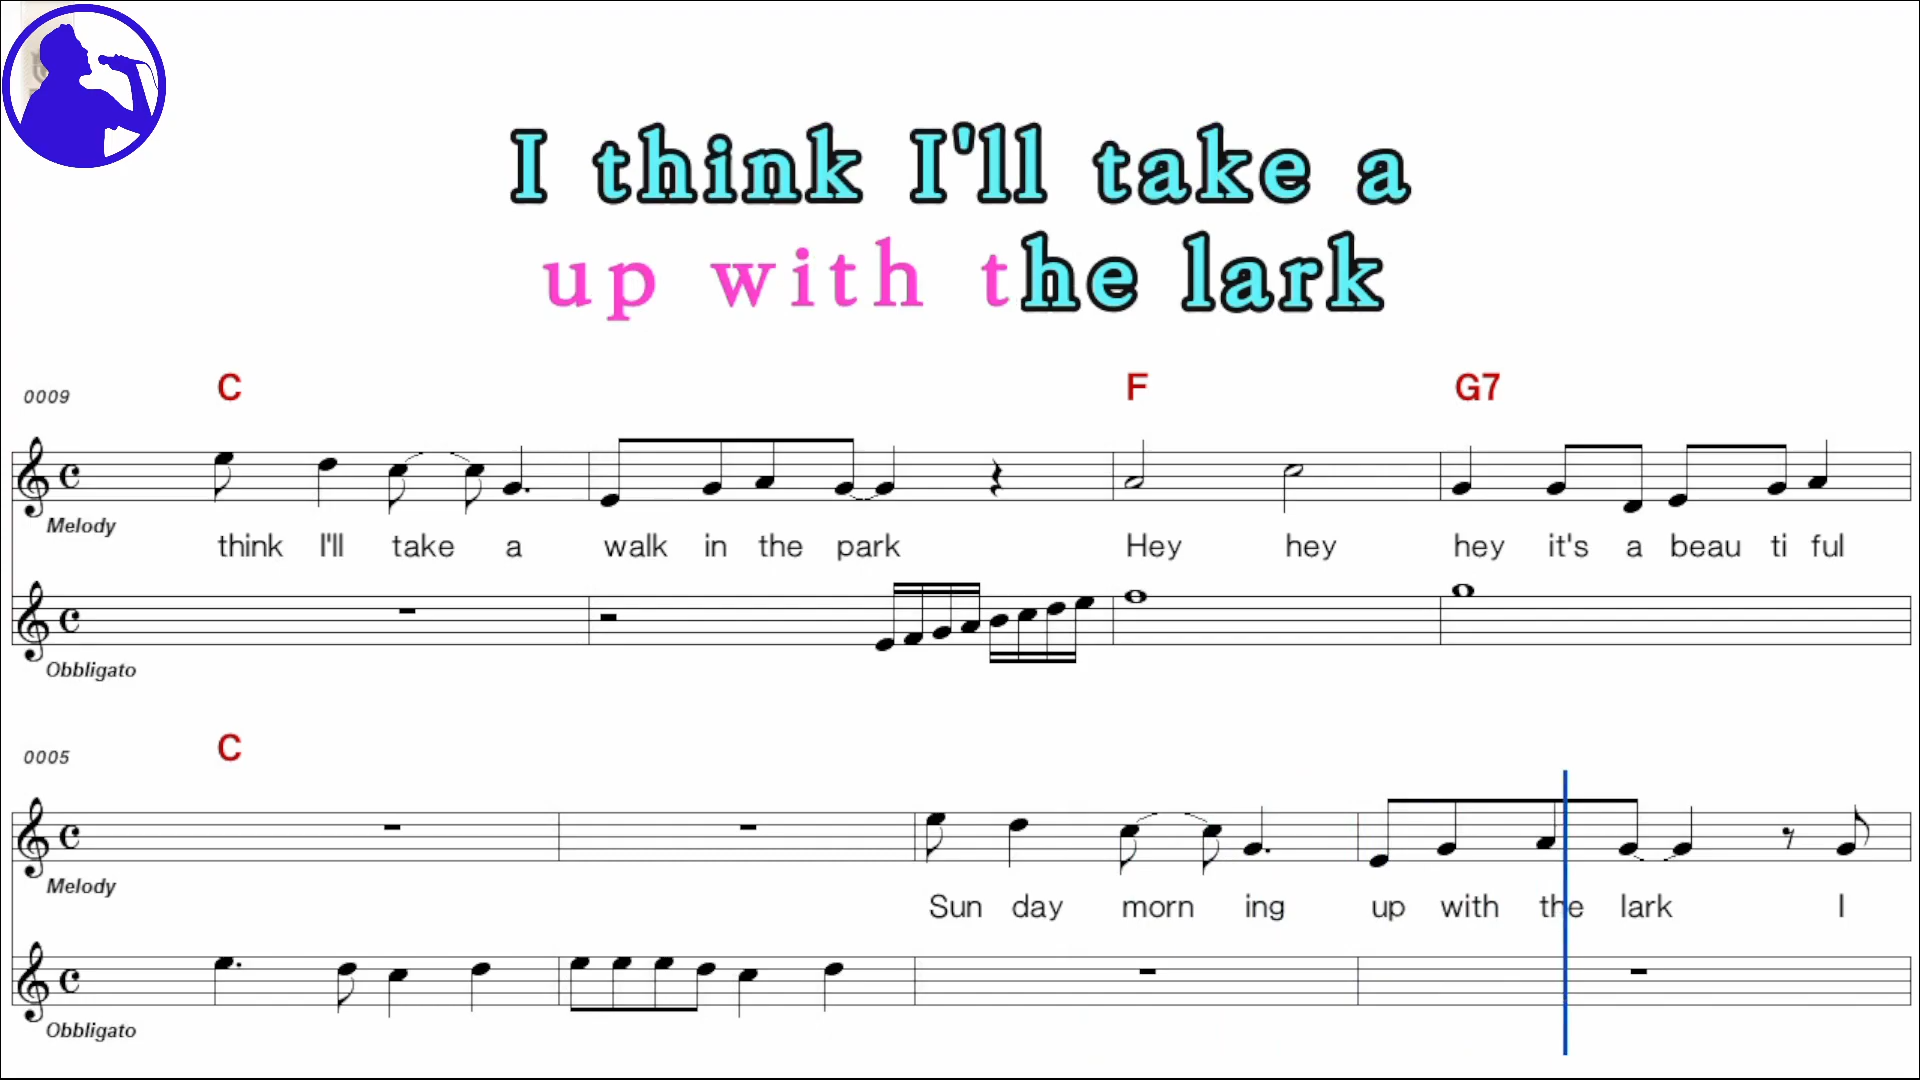 I think I'll take a
up with the lark
0009 C F G7
Melody
think I'll take a walk in the park Hey hey hey it's a beau ti ful
Obbligato
0005 C
Melody
Sun day morn ing up with the lark I
Obbligato